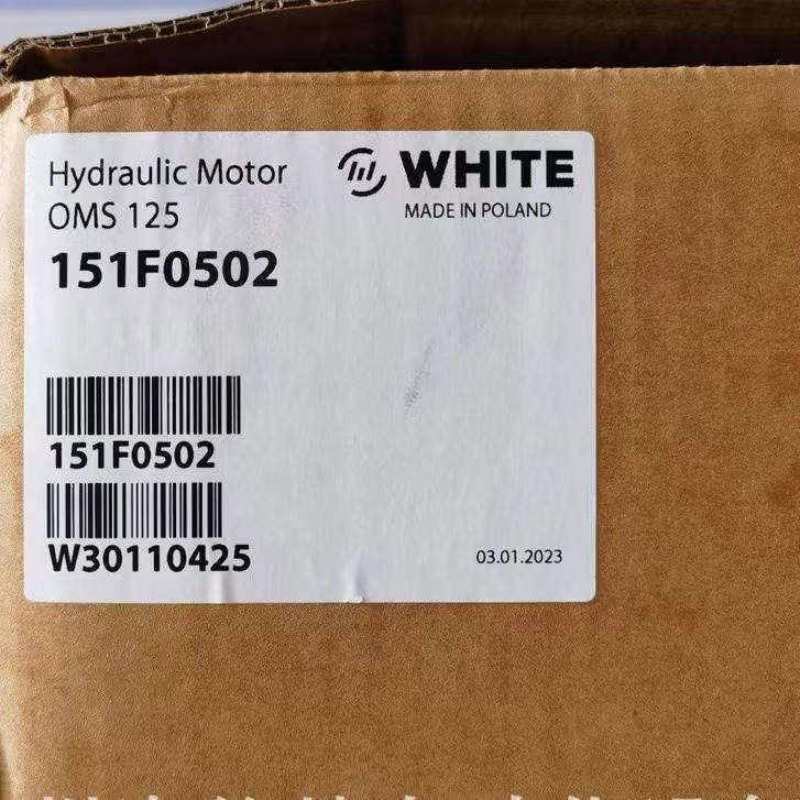 Hydraulic Motor
OMS 125
151F0502
WHITE
MADE IN POLAND
151F0502
W30110425
03.01.2023